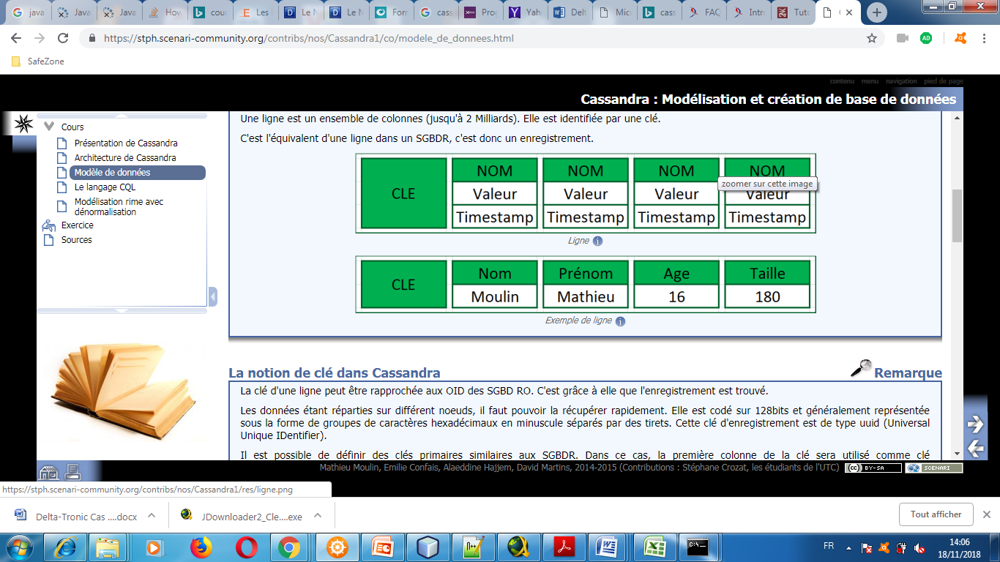 java
Java
Java
How
cour
Les
Le N
Le N
For
cass
Pro
Yah
Delt
Mic
cass
FAQ
Intro
Tuto
C
https://stph.scenari-community.org/contribs/nos/Cassandra1/co/modele_de_donnees.html
SafeZone
contenu menu navigation pied de page
Cassandra : Modélisation et création de base de données
Cours
Présentation de Cassandra
Architecture de Cassandra
Modèle de données
Le langage CQL
Modélisation rime avec
dénormalisation
Exercice
Sources
Une ligne est un ensemble de colonnes (jusqu'à 2 Milliards). Elle est identifiée par une clé.
C'est l'équivalent d'une ligne dans un SGBDR, c'est donc un enregistrement.
CLE
NOM NOM NOM NOM
zoomer sur cette image
Valeur Valeur Valeur Valeur
Timestamp Timestamp Timestamp Timestamp
Ligne
CLE
Nom Prénom Age Taille
Moulin Mathieu 16 180
Exemple de ligne
La notion de clé dans Cassandra
Remarque
La clé d'une ligne peut être rapprochée aux OID des SGBD RO. C'est grâce à elle que l'enregistrement est trouvé.
Les données étant réparties sur différent noeuds, il faut pouvoir la récupérer rapidement. Elle est codé sur 128bits et généralement représentée
sous la forme de groupes de caractères hexadécimaux en minuscule séparés par des tirets. Cette clé d'enregistrement est de type uuid (Universal
Unique IDentifier).
Il est possible de définir des clés primaires similaires aux SGBDR. Dans ce cas, la première colonne de la clé sera utilisé comme clé
Mathieu Moulin, Emilie Confais, Alaeddine Hajjem, David Martins, 2014-2015 (Contributions : Stéphane Crozat, les étudiants de l'UTC)
(cc) BY-SA
SCENARI
https://stph.scenari-community.org/contribs/nos/Cassandra1/res/ligne.png
Delta-Tronic Cas ....docx
JDownloader2_Cle....exe
Tout afficher
FR
14:06
18/11/2018